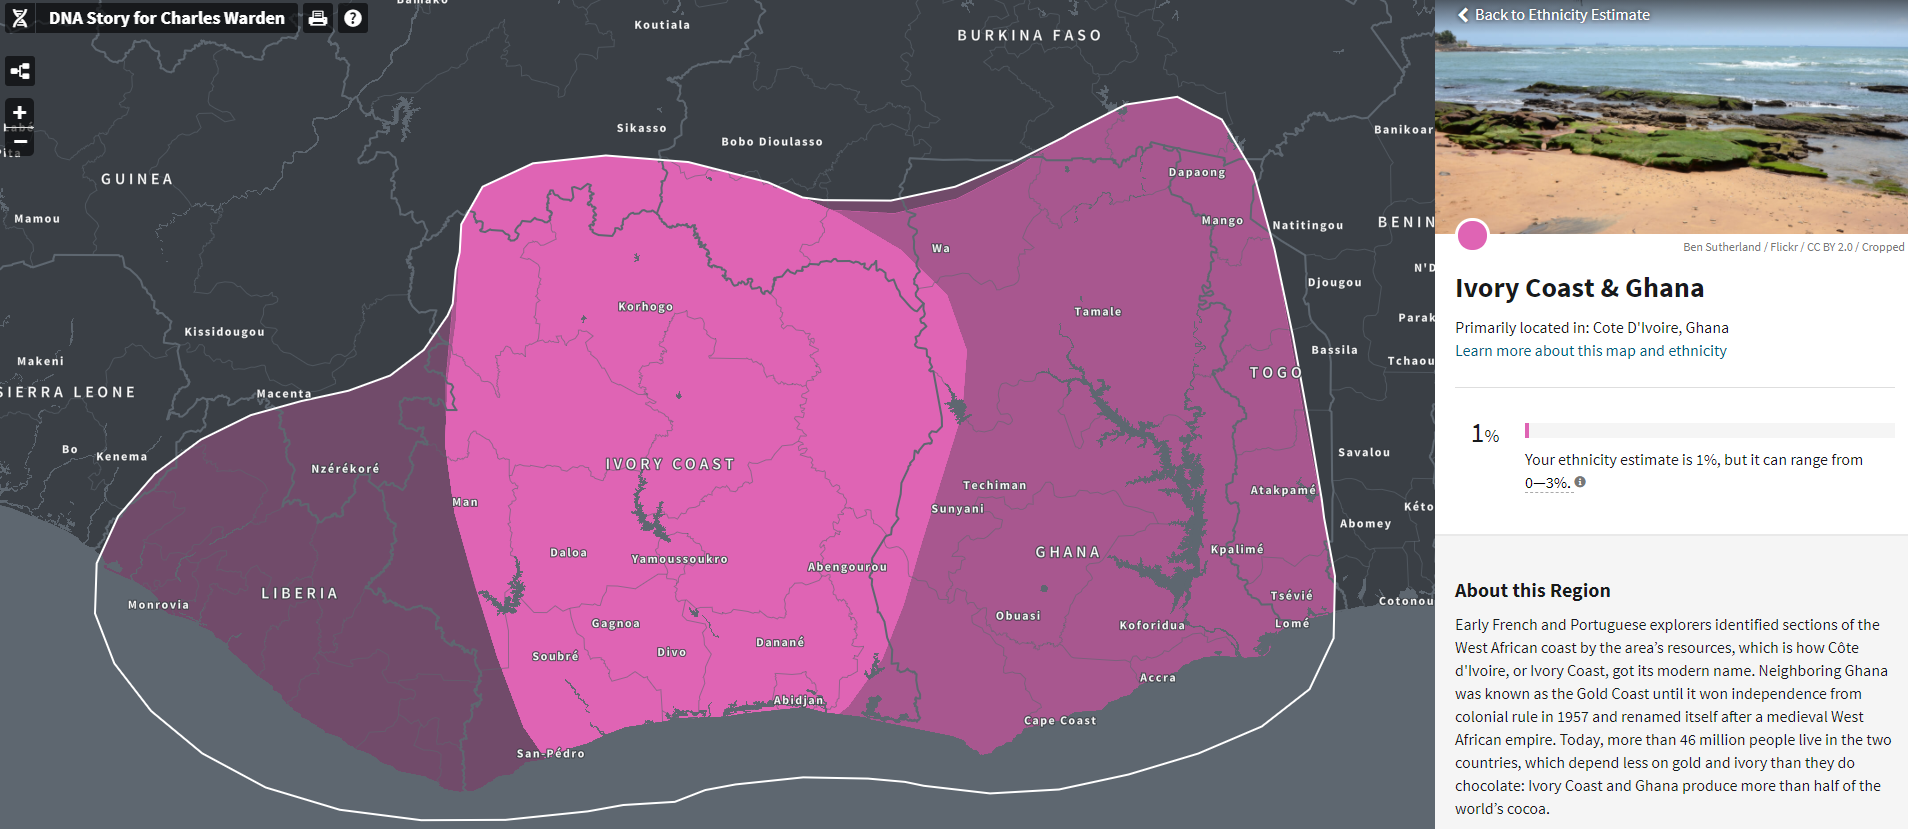 DNA Story for Charles Warden
?
+
−
Bamako
Koutiala
BURKINA FASO
Sikasso
Bobo Dioulasso
Banikoar
Labé
ita
GUINEA
Mamou
Dapaong
Mango
Natitingou
BENIN
Wa
N'D
Djougou
Korhogo
Tamale
Parak
Kissidougou
Bassila
Makeni
Tchaou
TOGO
SIERRA LEONE
Macenta
Bo
Kenema
Savalou
IVORY COAST
Nzérékoré
Techiman
Atakpamé
Man
Sunyani
Kéto
Abomey
Daloa
Yamoussoukro
GHANA
Kpalimé
Abengourou
LIBERIA
Tsévié
Monrovia
Cotonou
Obuasi
Gagnoa
Koforidua
Lomé
Danané
Soubré
Divo
Accra
Abidjan
Cape Coast
San-Pédro
Back to Ethnicity Estimate
Ben Sutherland / Flickr / CC BY 2.0 / Cropped
Ivory Coast & Ghana
Primarily located in: Cote D'Ivoire, Ghana
Learn more about this map and ethnicity
1%
Your ethnicity estimate is 1%, but it can range from
0—3%.
About this Region
Early French and Portuguese explorers identified sections of the
West African coast by the area’s resources, which is how Côte
d'Ivoire, or Ivory Coast, got its modern name. Neighboring Ghana
was known as the Gold Coast until it won independence from
colonial rule in 1957 and renamed itself after a medieval West
African empire. Today, more than 46 million people live in the two
countries, which depend less on gold and ivory than they do
chocolate: Ivory Coast and Ghana produce more than half of the
world’s cocoa.